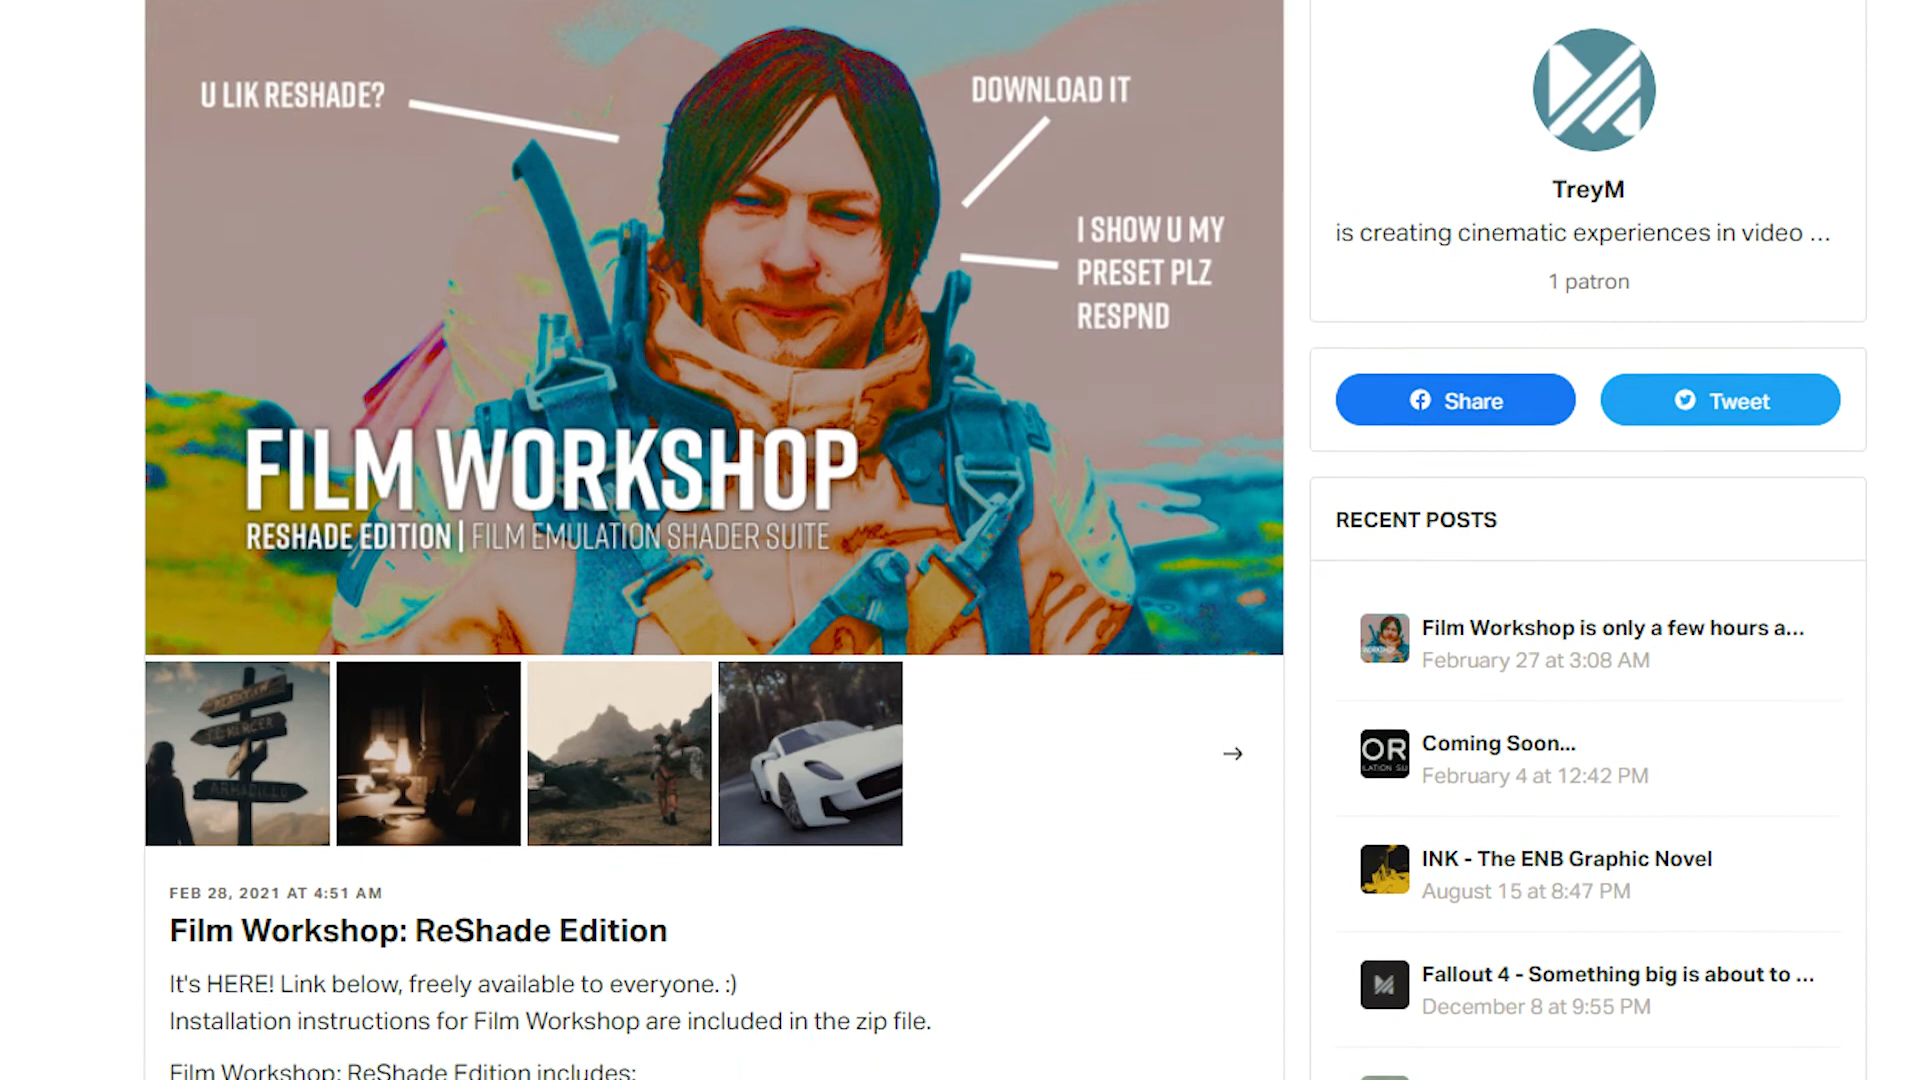 U LIK RESHADE?
DOWNLOAD IT
I SHOW U MY
PRESET PLZ
RESPND
FILM WORKSHOP
RESHADE EDITION | FILM EMULATION SHADER SUITE
ARMADILLO
FEB 28, 2021 AT 4:51 AM
Film Workshop: ReShade Edition
It's HERE! Link below, freely available to everyone. :)
Installation instructions for Film Workshop are included in the zip file.
Film Workshop: ReShade Edition includes:
TreyM
is creating cinematic experiences in video ...
1 patron
Share
Tweet
RECENT POSTS
Film Workshop is only a few hours a...
February 27 at 3:08 AM
OR
Coming Soon...
February 4 at 12:42 PM
INK - The ENB Graphic Novel
August 15 at 8:47 PM
Fallout 4 - Something big is about to ...
December 8 at 9:55 PM